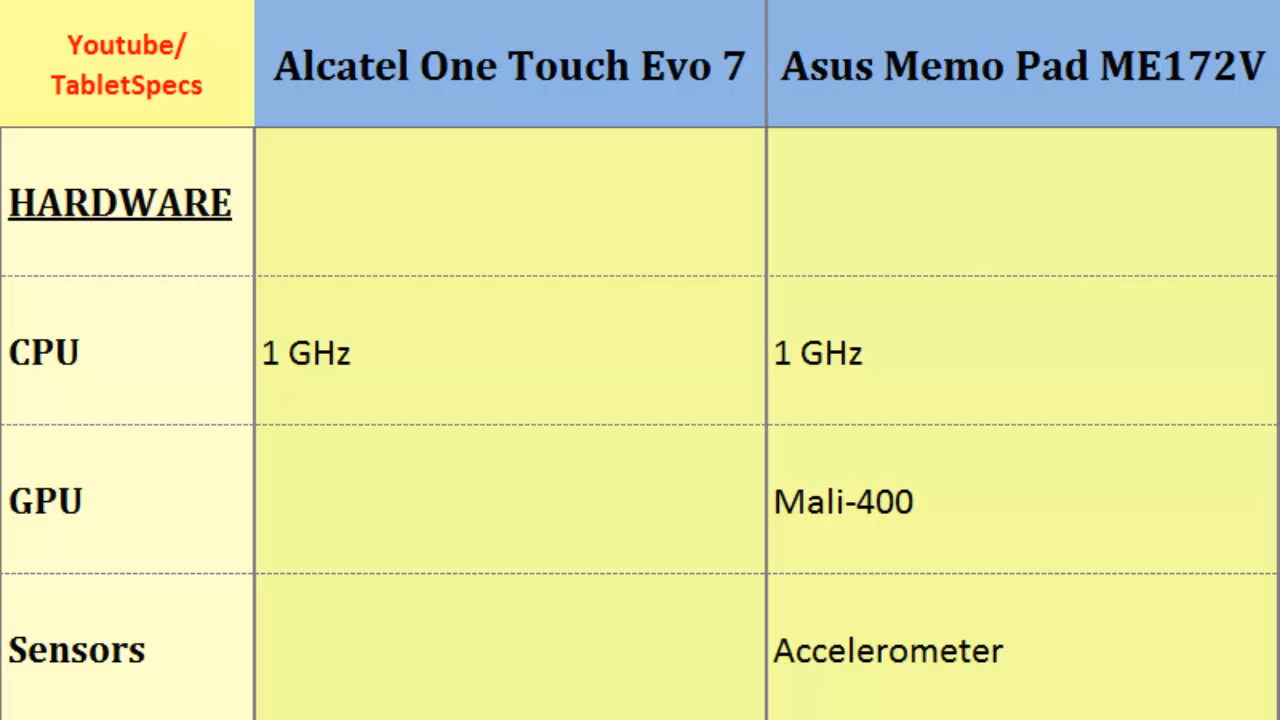 Youtube/
TabletSpecs
Alcatel One Touch Evo 7
Asus Memo Pad ME172V
HARDWARE
CPU
1 GHz
1 GHz
GPU
Mali-400
Sensors
Accelerometer